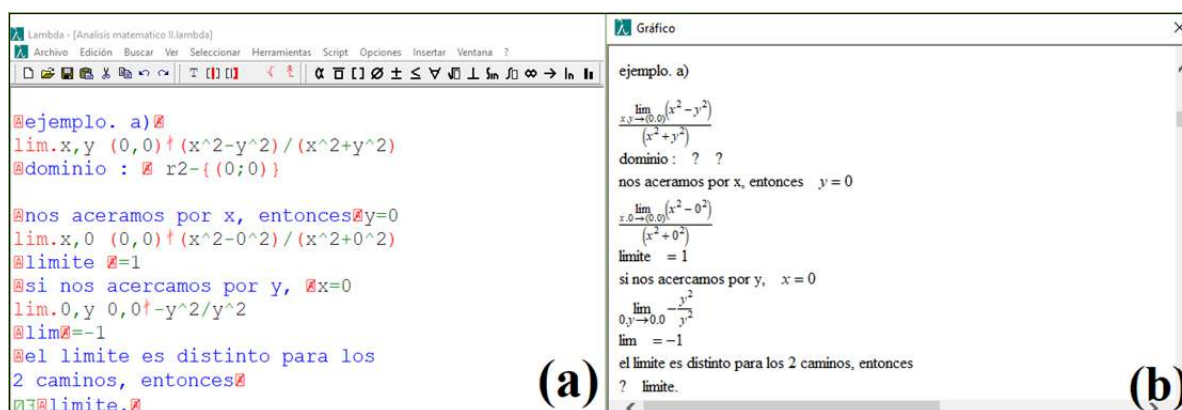 Lambda - [Analisis matematico II.lambda]
Archivo Edición Buscar Ver Seleccionar Herramientas Script Opciones Insertar Ventana ?
ejemplo. a)
lim.x,y (0,0) (x^2-y^2)/(x^2+y^2)
dominio : r2-{(0;0)}
nos aceramos por x, entonces y=0
lim.x,0 (0,0) (x^2-0^2)/(x^2+0^2)
limite =1
si nos acercamos por y, x=0
lim.0,y 0,0 -y^2/y^2
lim=-1
el limite es distinto para los
2 caminos, entonces
limite.
(a)
Gráfico
ejemplo. a)
lim x,y→(0.0) (x²−y²)
(x²+y²)
dominio : ? ?
nos aceramos por x, entonces y = 0
lim x.0→(0.0) (x²−0²)
(x²+0²)
limite = 1
si nos acercamos por y, x = 0
lim 0,y→0.0 −y²/y²
lim = −1
el limite es distinto para los 2 caminos, entonces
? limite.
(b)